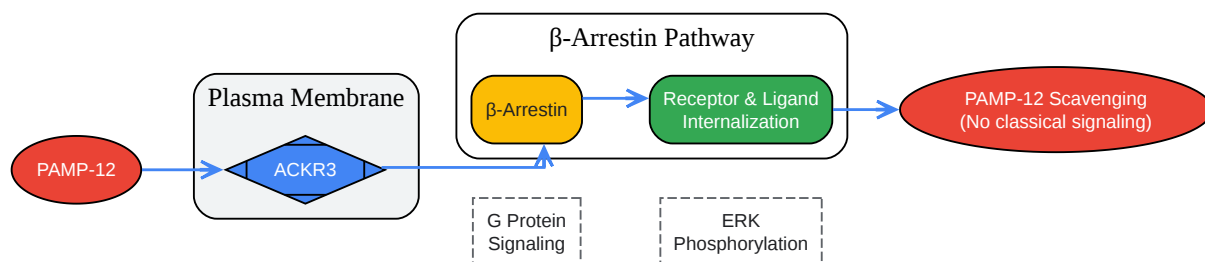 β-Arrestin Pathway
Plasma Membrane
β-Arrestin
Receptor & Ligand
Internalization
PAMP-12 Scavenging
(No classical signaling)
PAMP-12
ACKR3
G Protein
Signaling
ERK
Phosphorylation